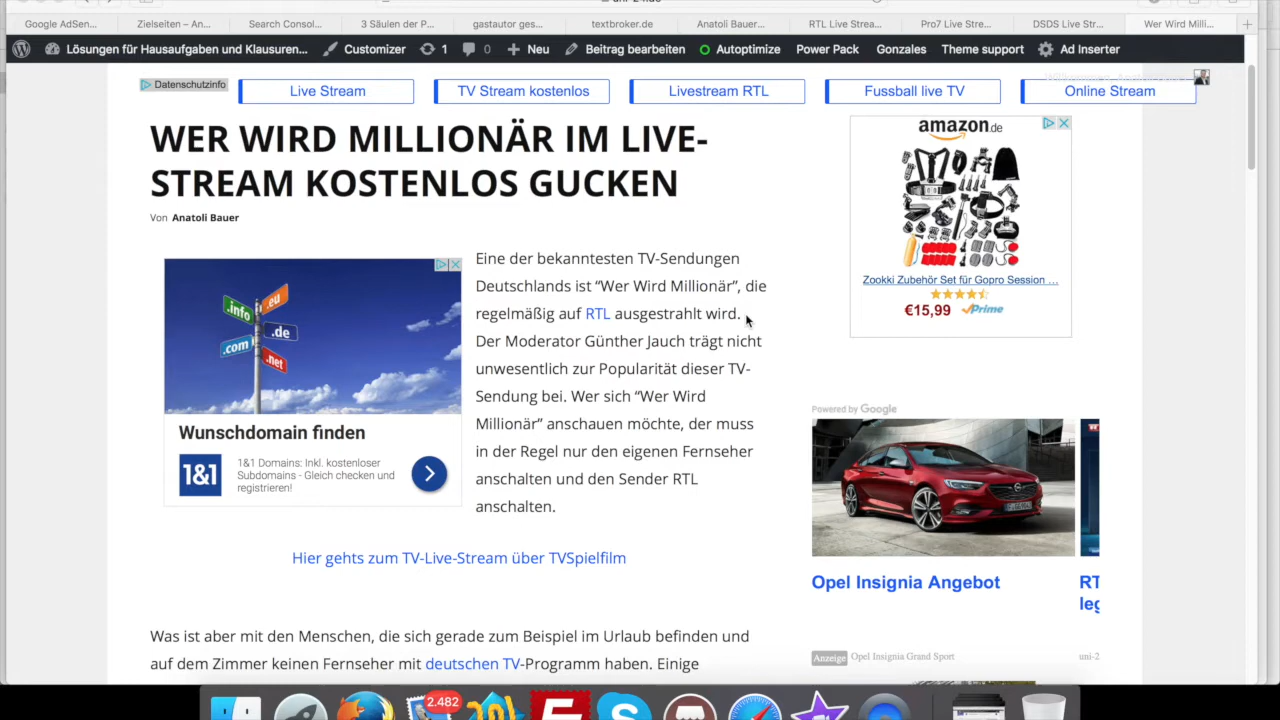 Google AdSen...
Zielseiten – An...
Search Consol...
3 Säulen der P...
gastautor ges...
textbroker.de
Anatoli Bauer...
RTL Live Strea...
Pro7 Live Stre...
DSDS Live Str...
Wer Wird Milli...
Lösungen für Hausaufgaben und Klausuren...
Customizer
1
0
Neu
Beitrag bearbeiten
Autoptimize
Power Pack
Gonzales
Theme support
Ad Inserter
Datenschutzinfo
Live Stream
TV Stream kostenlos
Livestream RTL
Fussball live TV
Online Stream
WER WIRD MILLIONÄR IM LIVE-
STREAM KOSTENLOS GUCKEN
Von Anatoli Bauer
.info
.eu
.de
.com
.net
Wunschdomain finden
1&1
1&1 Domains: Inkl. kostenloser
Subdomains - Gleich checken und
registrieren!
Eine der bekanntesten TV-Sendungen
Deutschlands ist “Wer Wird Millionär”, die
regelmäßig auf RTL ausgestrahlt wird.
Der Moderator Günther Jauch trägt nicht
unwesentlich zur Popularität dieser TV-
Sendung bei. Wer sich “Wer Wird
Millionär” anschauen möchte, der muss
in der Regel nur den eigenen Fernseher
anschalten und den Sender RTL
anschalten.
Hier gehts zum TV-Live-Stream über TVSpielfilm
Was ist aber mit den Menschen, die sich gerade zum Beispiel im Urlaub befinden und
auf dem Zimmer keinen Fernseher mit deutschen TV-Programm haben. Einige
amazon.de
Zookki Zubehör Set für Gopro Session ...
€15,99 Prime
Powered by Google
Opel Insignia Angebot
RT
leg
Anzeige Opel Insignia Grand Sport
uni-2
2.482